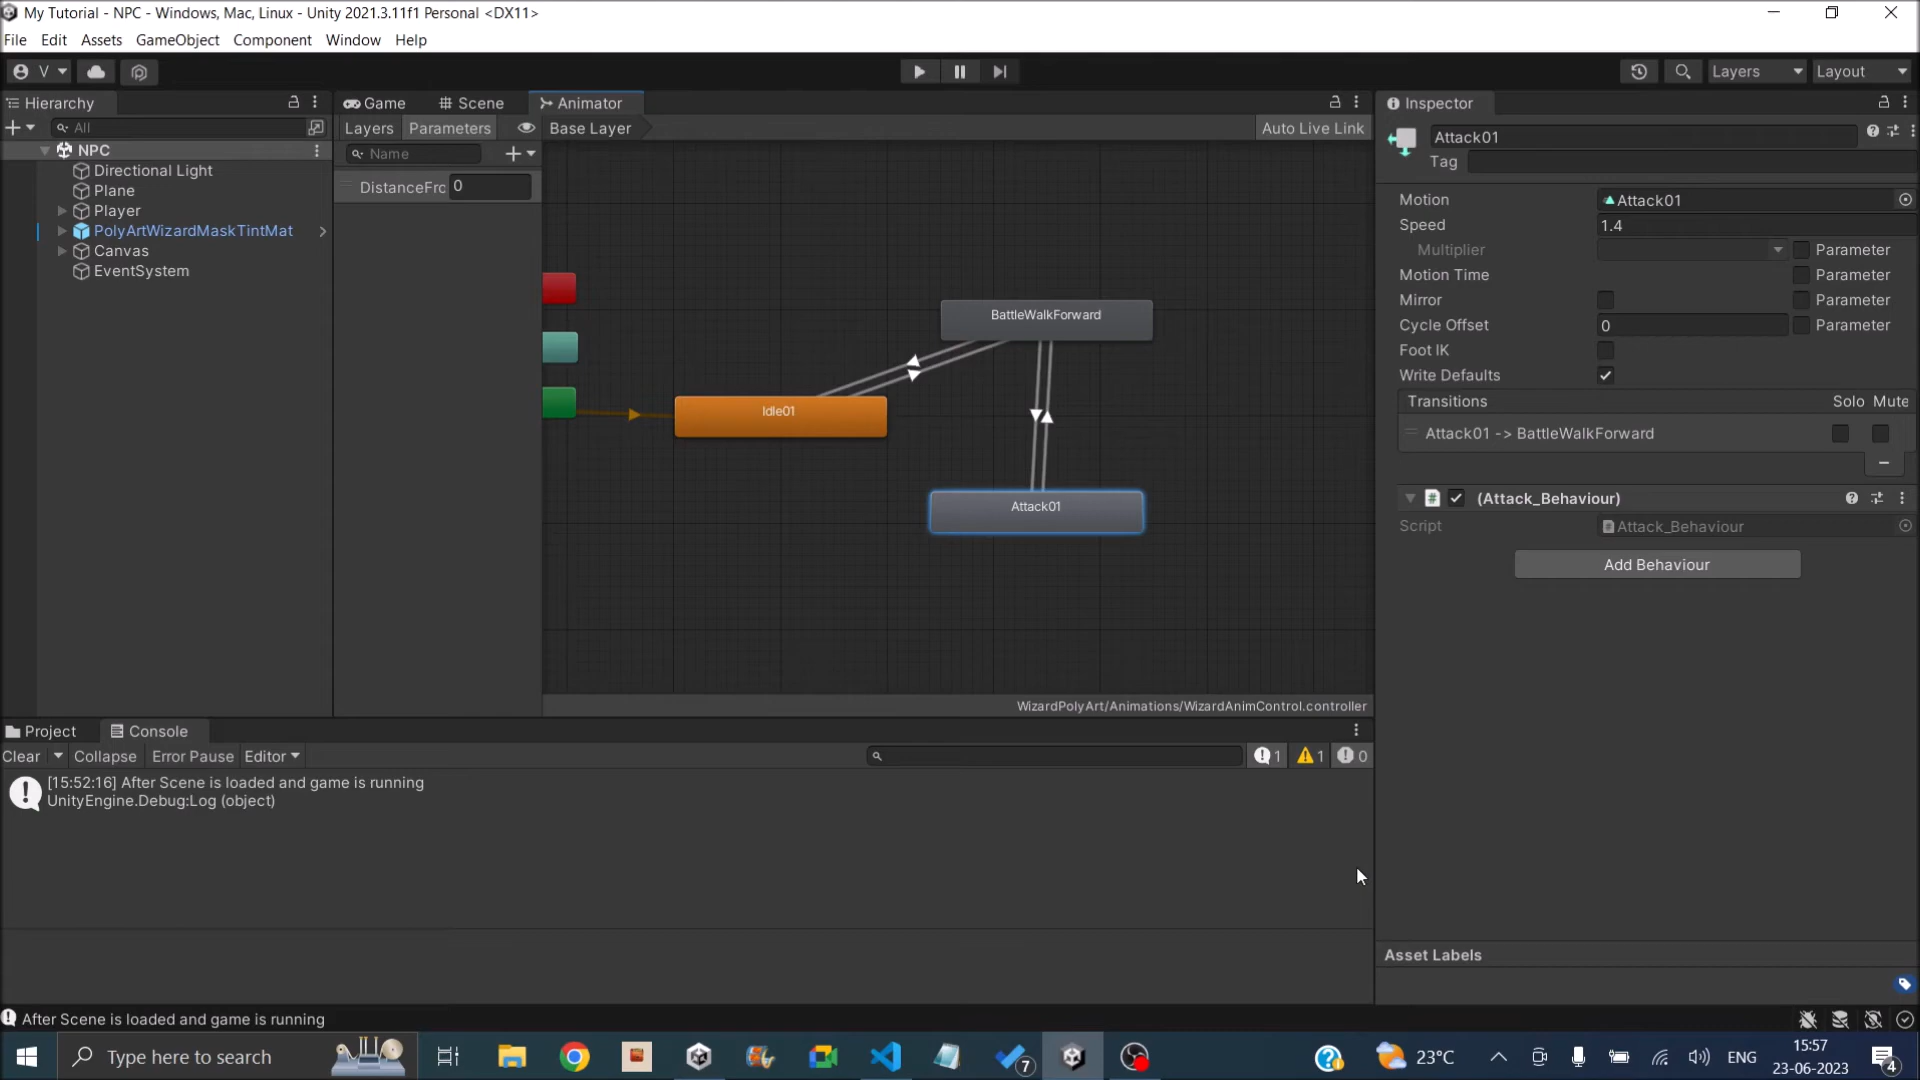 My Tutorial - NPC - Windows, Mac, Linux - Unity 2021.3.11f1 Personal <DX11>
File Edit Assets GameObject Component Window Help
V Layers Layout
Hierarchy
All
NPC
Directional Light
Plane
Player
PolyArtWizardMaskTintMat
Canvas
EventSystem
Game Scene Animator
Layers Parameters Base Layer Auto Live Link
Name
DistanceFrc 0
BattleWalkForward
Idle01
Attack01
WizardPolyArt/Animations/WizardAnimControl.controller
Inspector
Attack01
Tag
Motion Attack01
Speed 1.4
Multiplier Parameter
Motion Time Parameter
Mirror Parameter
Cycle Offset 0 Parameter
Foot IK
Write Defaults
Transitions Solo Mute
Attack01 -> BattleWalkForward
(Attack_Behaviour)
Script Attack_Behaviour
Add Behaviour
Asset Labels
Project Console
Clear Collapse Error Pause Editor 1 1 0
[15:52:16] After Scene is loaded and game is running
UnityEngine.Debug:Log (object)
After Scene is loaded and game is running
Type here to search 7 23°C ENG 15:57
23-06-2023 4